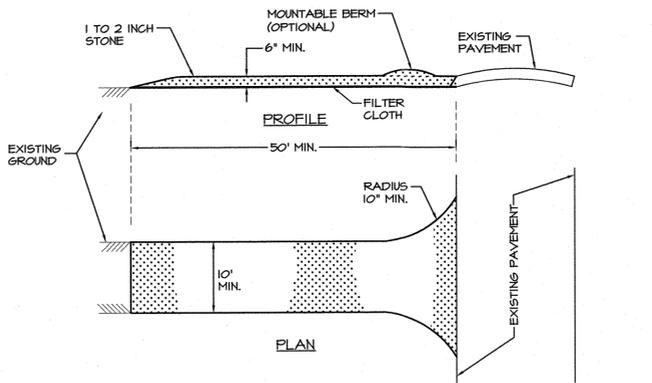 1 TO 2 INCH
STONE
6" MIN.
MOUNTABLE BERM
(OPTIONAL)
EXISTING
PAVEMENT
FILTER
CLOTH
PROFILE
EXISTING
GROUND
50' MIN.
RADIUS
10" MIN.
10'
MIN.
EXISTING PAVEMENT
PLAN